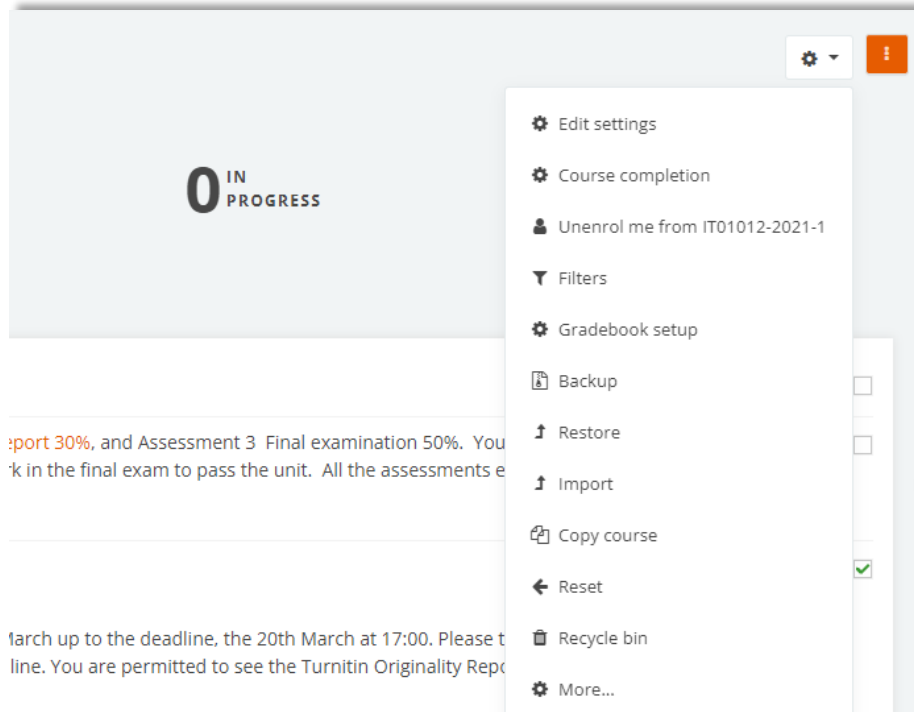 0 IN
PROGRESS
Edit settings
Course completion
Unenrol me from IT01012-2021-1
Filters
Gradebook setup
Backup
Restore
Import
Copy course
Reset
Recycle bin
More...
eport 30%, and Assessment 3 Final examination 50%. You
rk in the final exam to pass the unit. All the assessments e
March up to the deadline, the 20th March at 17:00. Please t
line. You are permitted to see the Turnitin Originality Repo